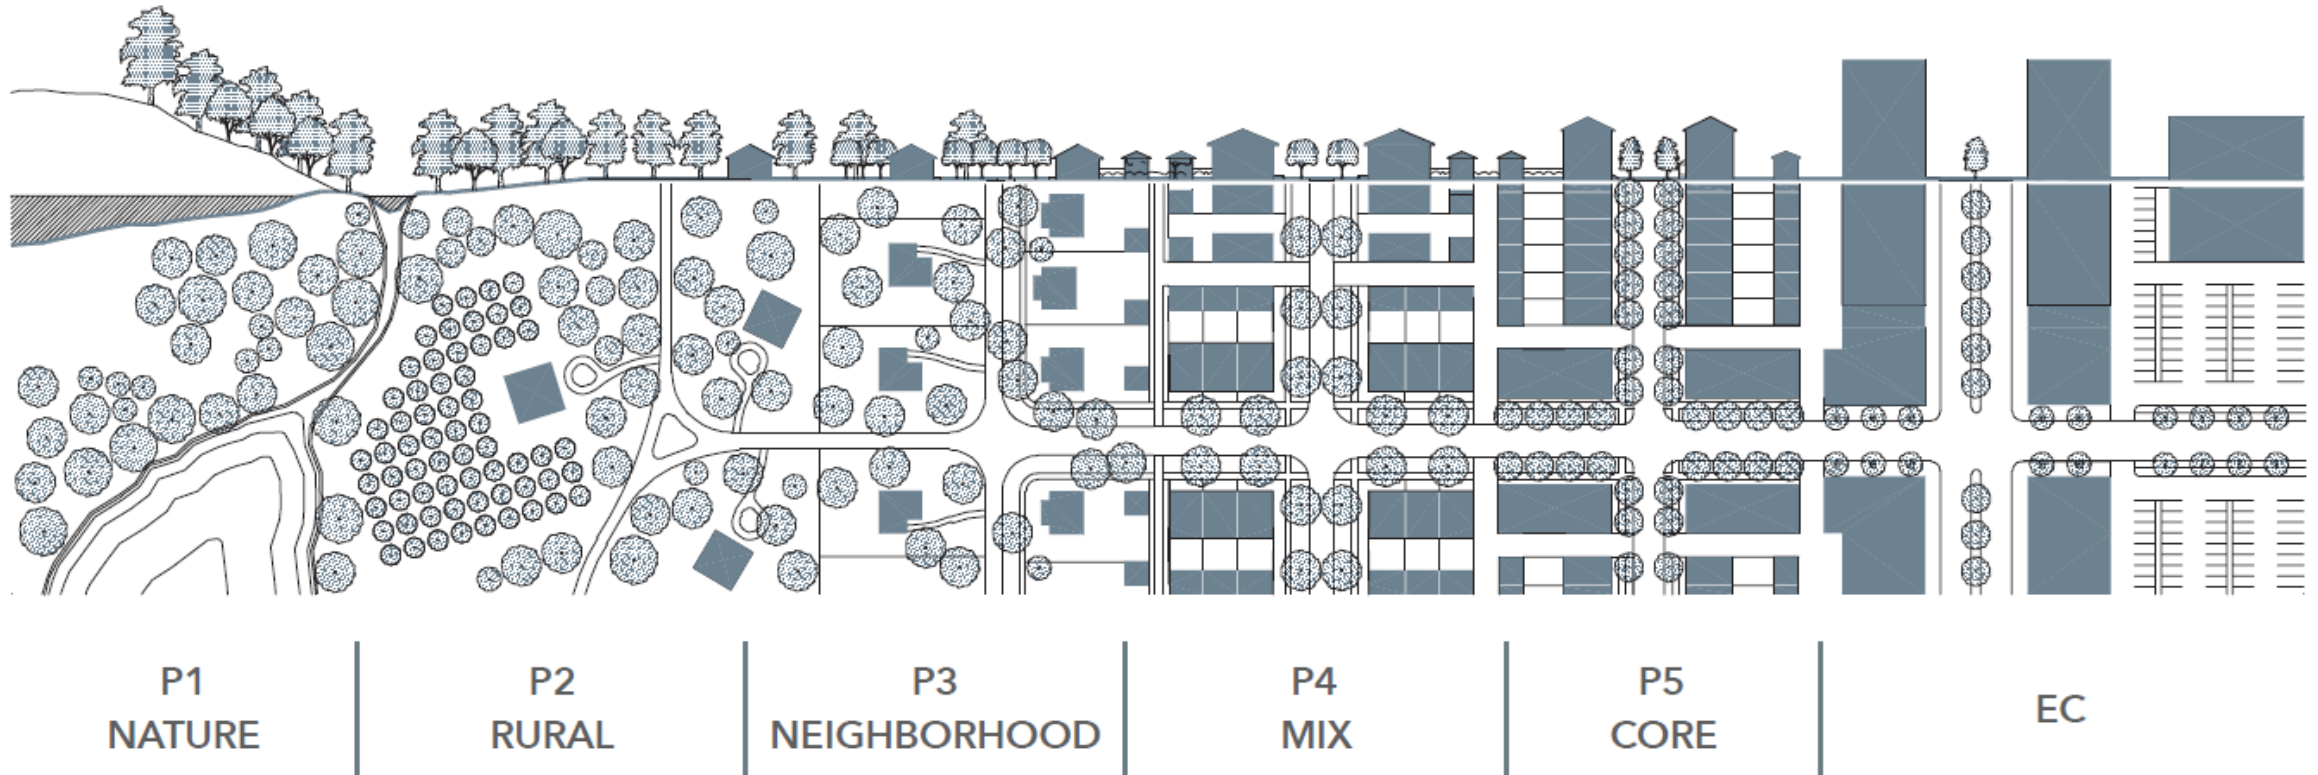 P1
NATURE
P2
RURAL
P3
NEIGHBORHOOD
P4
MIX
P5
CORE
EC